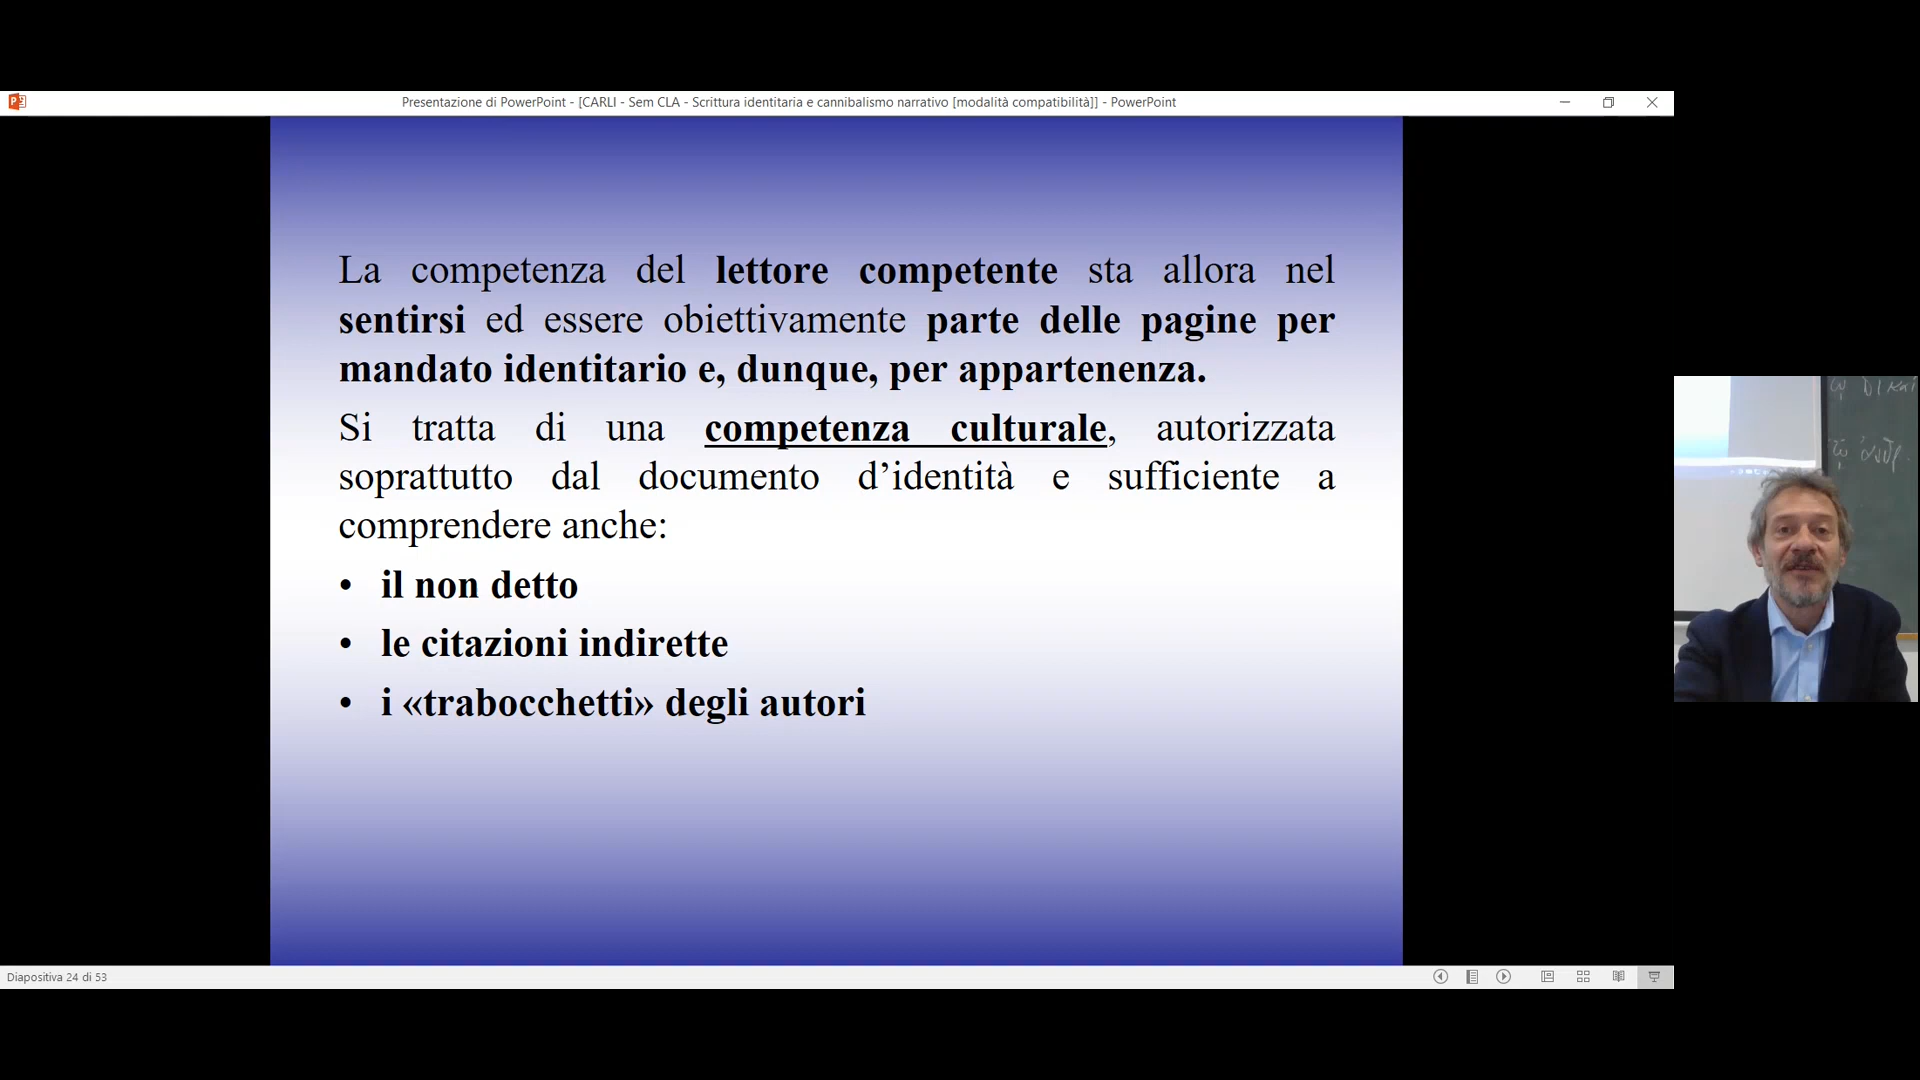 Presentazione di PowerPoint - [CARLI - Sem CLA - Scrittura identitaria e cannibalismo narrativo [modalità compatibilità]] - PowerPoint
La competenza del lettore competente sta allora nel
sentirsi ed essere obiettivamente parte delle pagine per
mandato identitario e, dunque, per appartenenza.
Si tratta di una competenza culturale, autorizzata
soprattutto dal documento d’identità e sufficiente a
comprendere anche:
• il non detto
• le citazioni indirette
• i «trabocchetti» degli autori
Diapositiva 24 di 53